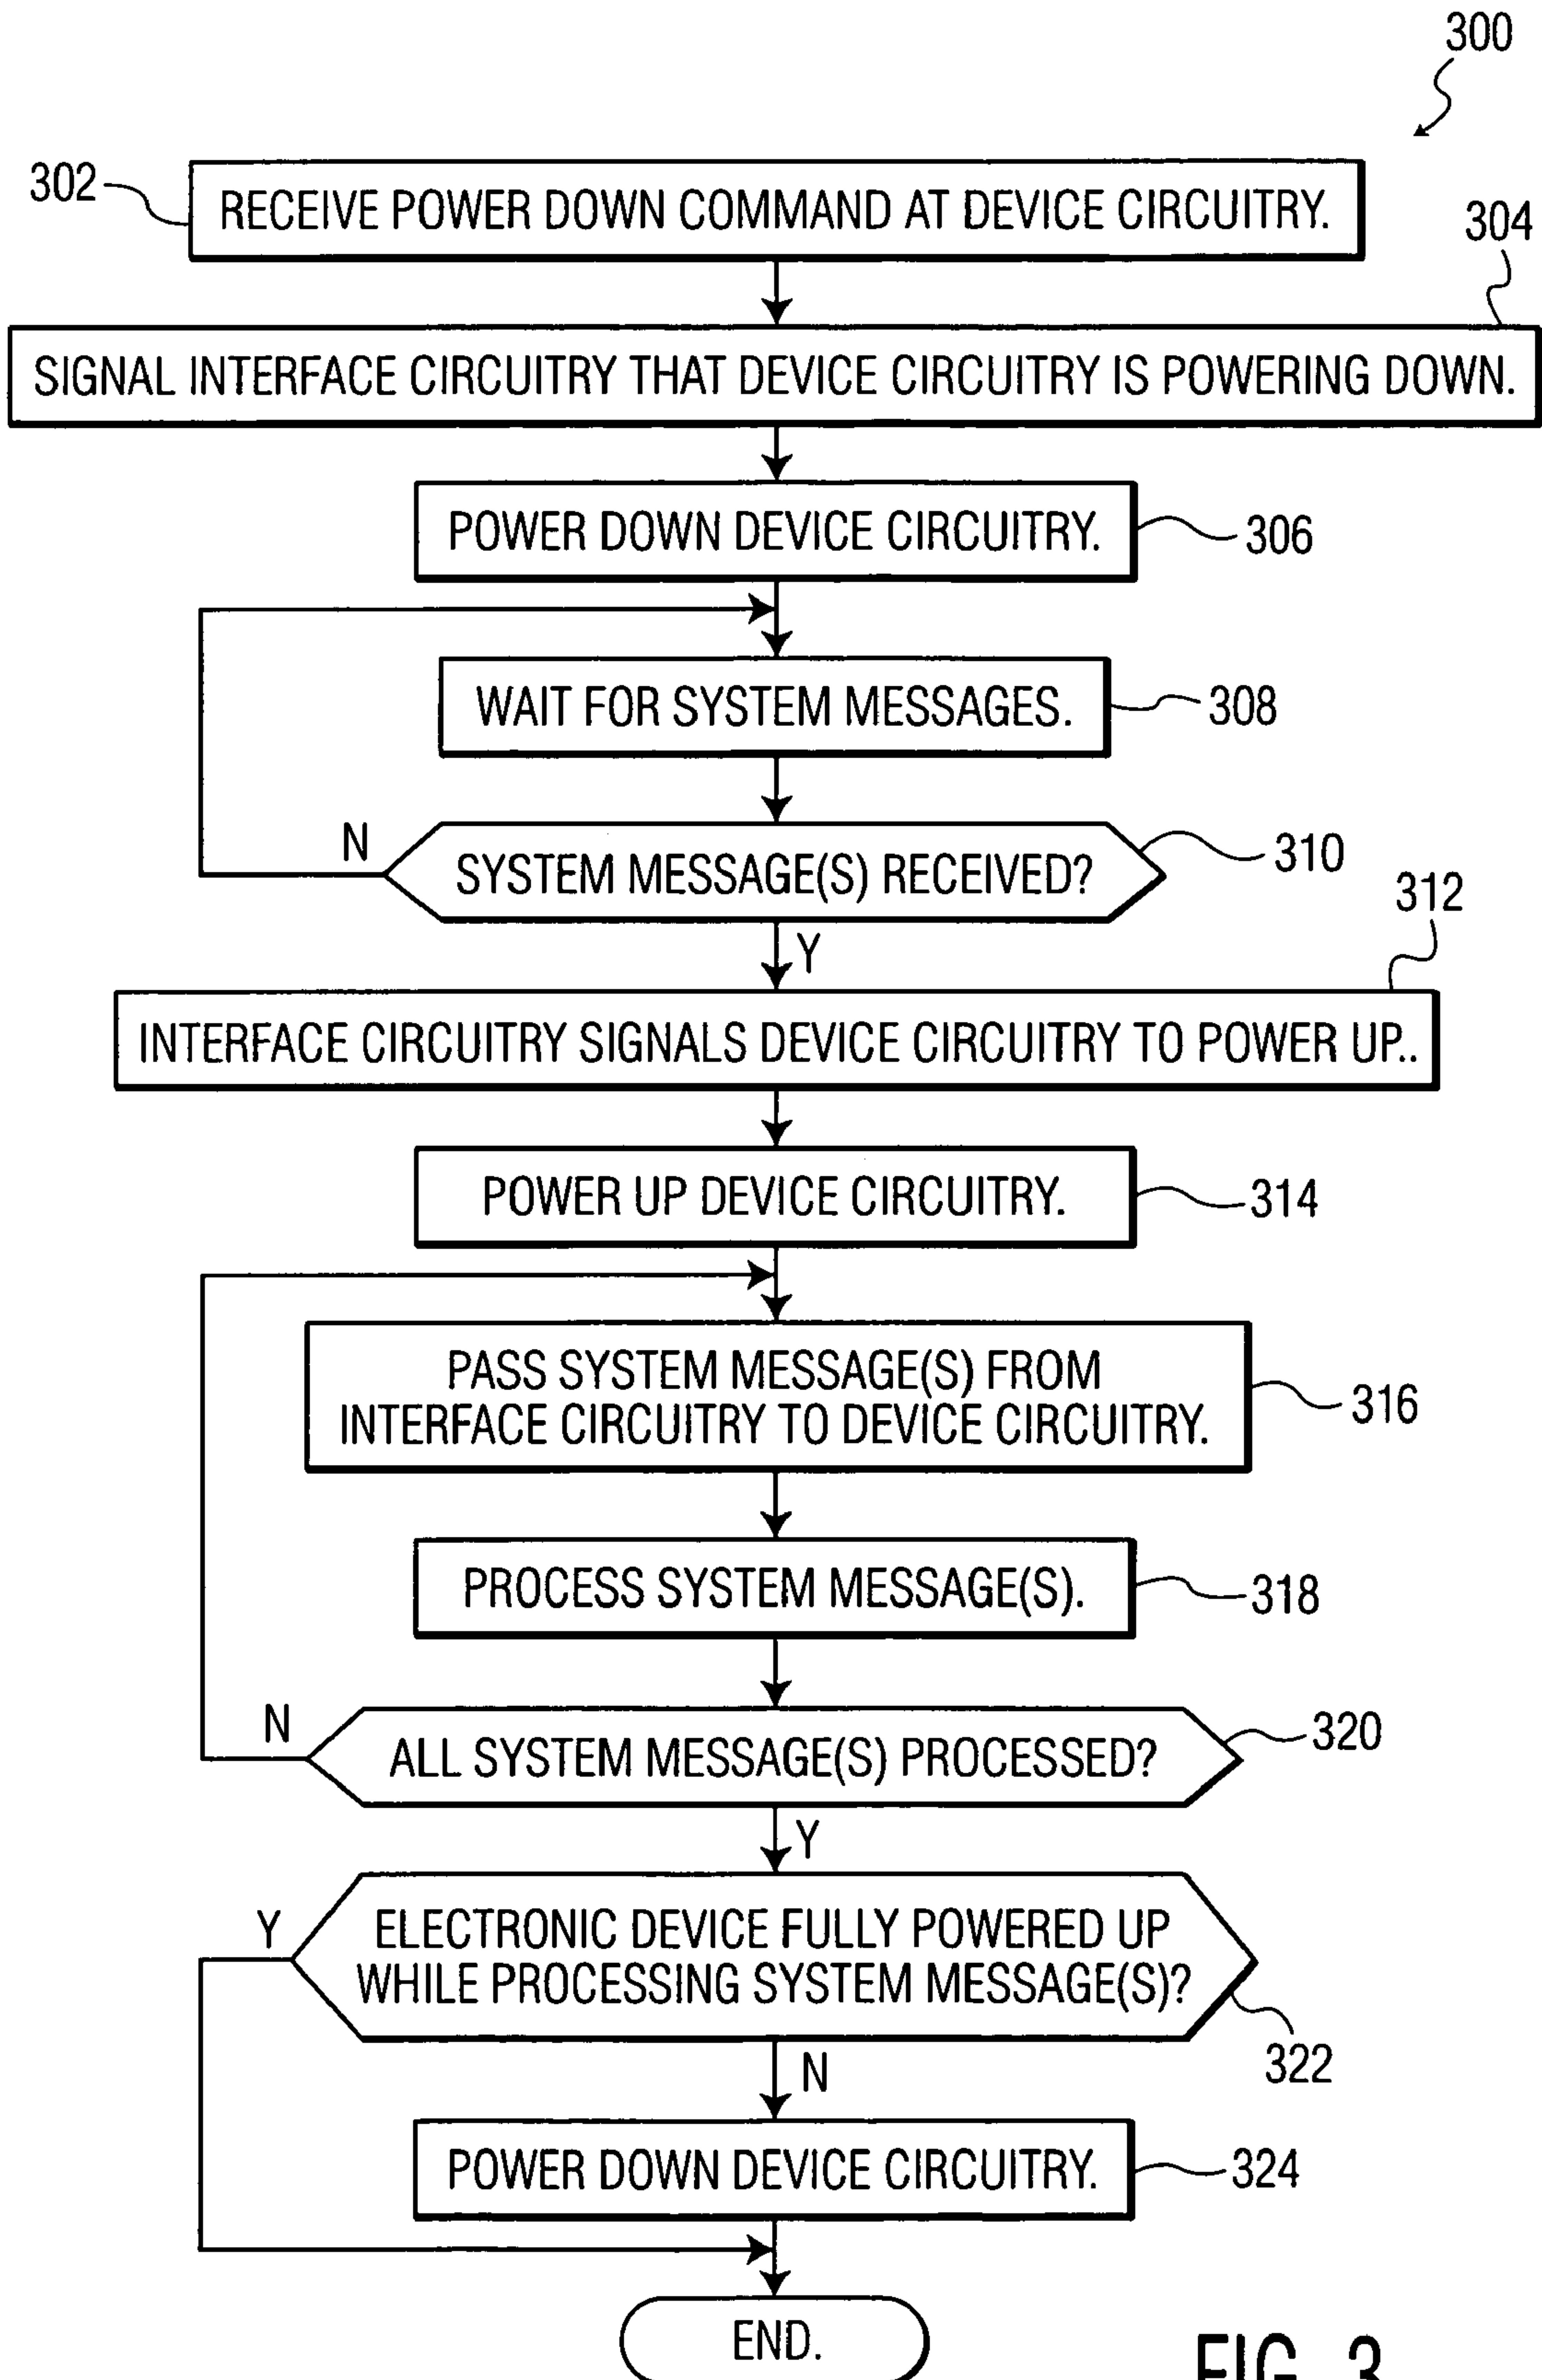 300
302
RECEIVE POWER DOWN COMMAND AT DEVICE CIRCUITRY.
304
SIGNAL INTERFACE CIRCUITRY THAT DEVICE CIRCUITRY IS POWERING DOWN.
POWER DOWN DEVICE CIRCUITRY.
306
WAIT FOR SYSTEM MESSAGES.
308
N
SYSTEM MESSAGE(S) RECEIVED?
310
312
Y
INTERFACE CIRCUITRY SIGNALS DEVICE CIRCUITRY TO POWER UP..
POWER UP DEVICE CIRCUITRY.
314
PASS SYSTEM MESSAGE(S) FROM
INTERFACE CIRCUITRY TO DEVICE CIRCUITRY.
316
PROCESS SYSTEM MESSAGE(S).
318
N
ALL SYSTEM MESSAGE(S) PROCESSED?
320
Y
Y
ELECTRONIC DEVICE FULLY POWERED UP
WHILE PROCESSING SYSTEM MESSAGE(S)?
322
N
POWER DOWN DEVICE CIRCUITRY.
324
END.
FIG. 3